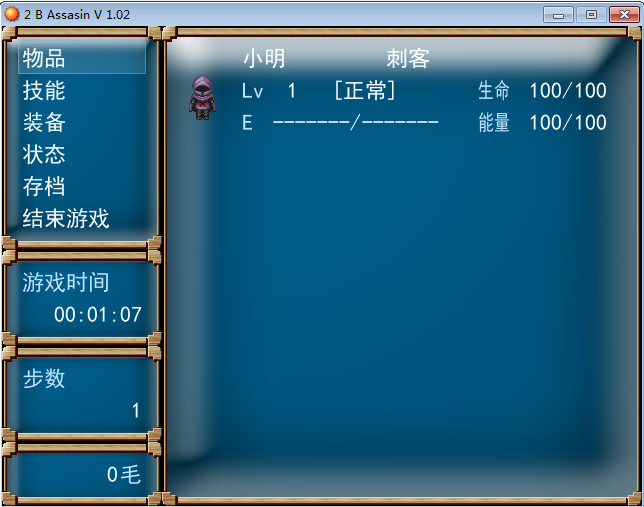 2 B Assasin V 1.02
物品
技能
装备
状态
存档
结束游戏
游戏时间
00:01:07
步数
1
0毛
小明 刺客
Lv 1 [正常] 生命 100/100
E -------/------- 能量 100/100